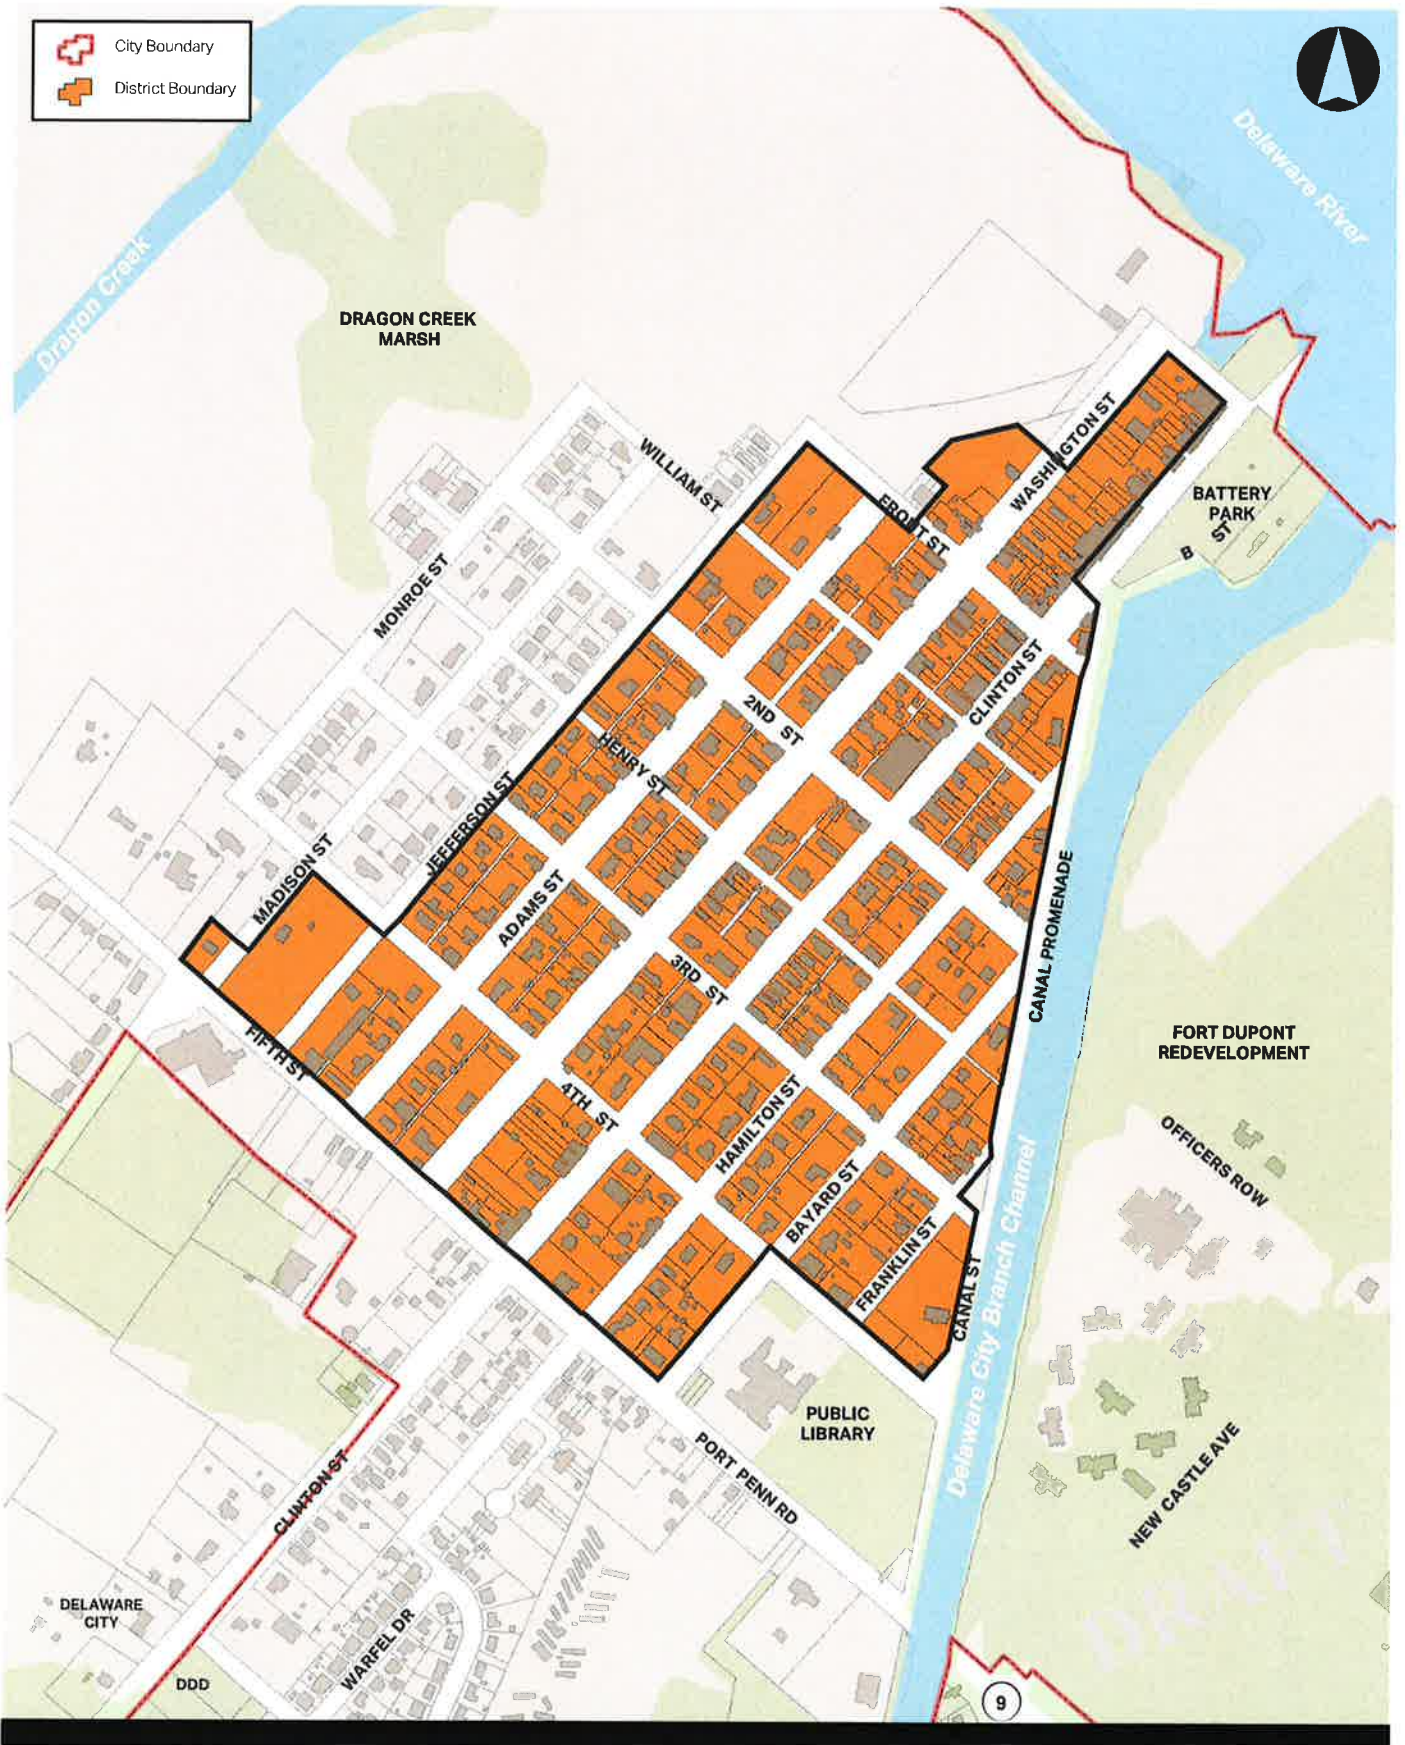 City Boundary
District Boundary
Delaware River
Dragon Creek
DRAGON CREEK
MARSH
WASHINGTON ST
WILLIAM ST
FRONT ST
BATTERY
PARK
B ST
MONROE ST
CLINTON ST
2ND ST
HENRY ST
JEFFERSON ST
MADISON ST
ADAMS ST
CANAL PROMENADE
3RD ST
FORT DUPONT
REDEVELOPMENT
FIFTH ST
4TH ST
HAMILTON ST
OFFICERS ROW
BAYARD ST
FRANKLIN ST
CANAL ST
Delaware City Branch Channel
PUBLIC
LIBRARY
PORT PENN RD
CLINTON ST
NEW CASTLE AVE
DRAFT
DELAWARE
CITY
WARFEL DR
DDD
9